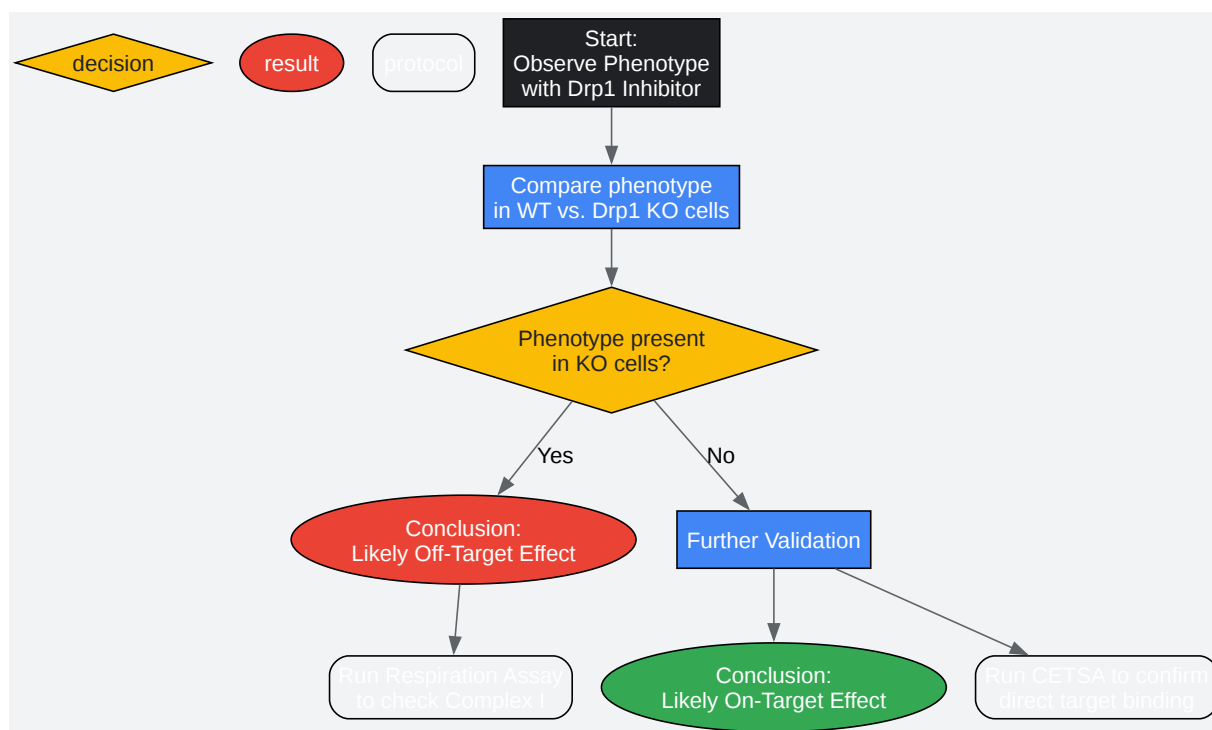 decision
result
protocol
Start:
Observe Phenotype
with Drp1 Inhibitor
Compare phenotype
in WT vs. Drp1 KO cells
Phenotype present
in KO cells?
Yes
No
Conclusion:
Likely Off-Target Effect
Further Validation
Run Respiration Assay
to check Complex I
Conclusion:
Likely On-Target Effect
Run CETSA to confirm
direct target binding